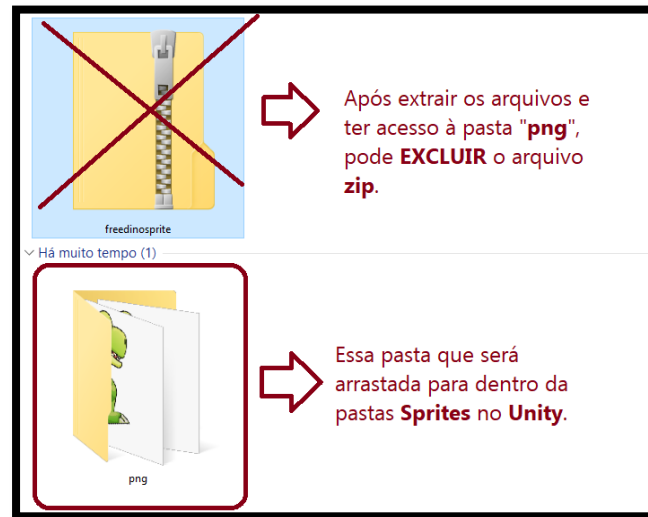 Após extrair os arquivos e
ter acesso à pasta "png",
pode EXCLUIR o arquivo
zip.
freedinosprite
Há muito tempo (1)
Essa pasta que será
arrastada para dentro da
pastas Sprites no Unity.
png